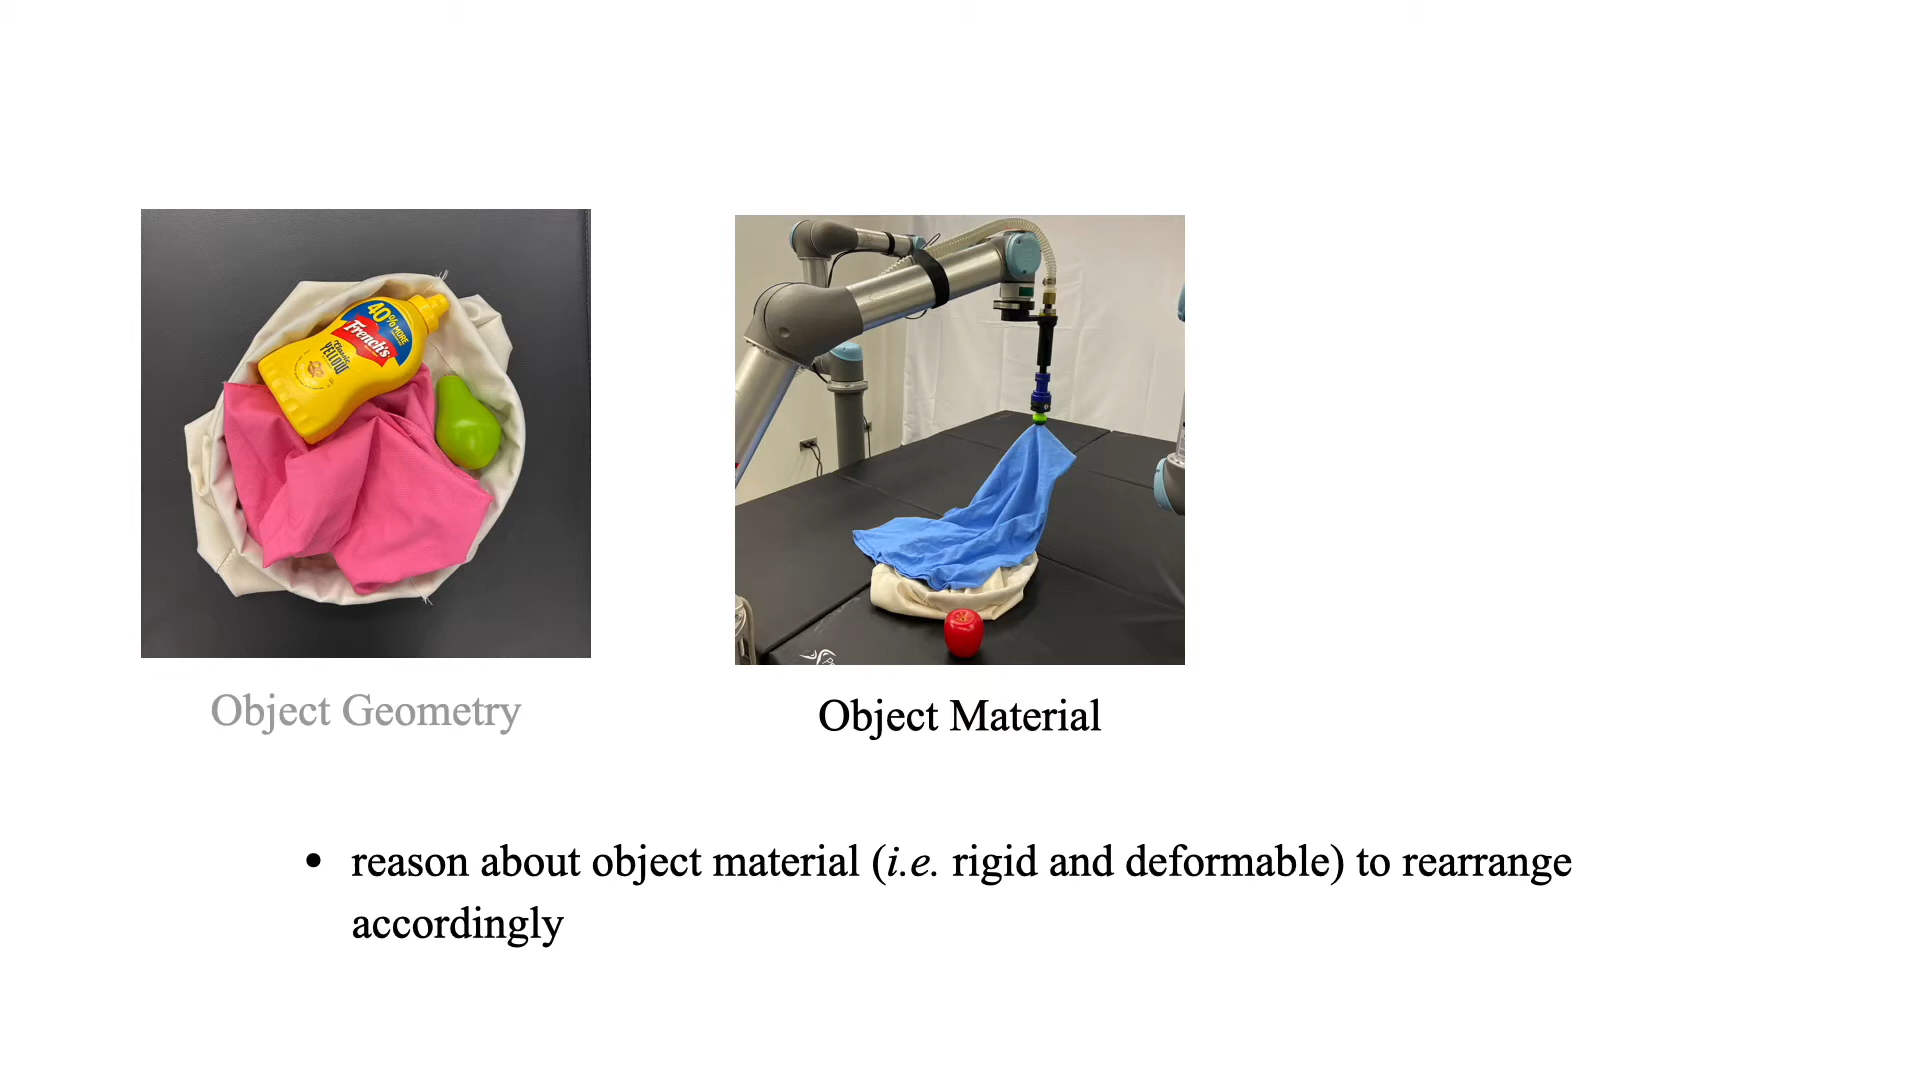 40% MORE
French's
Classic
YELLOW
Object Geometry
Object Material
• reason about object material (i.e. rigid and deformable) to rearrange
accordingly